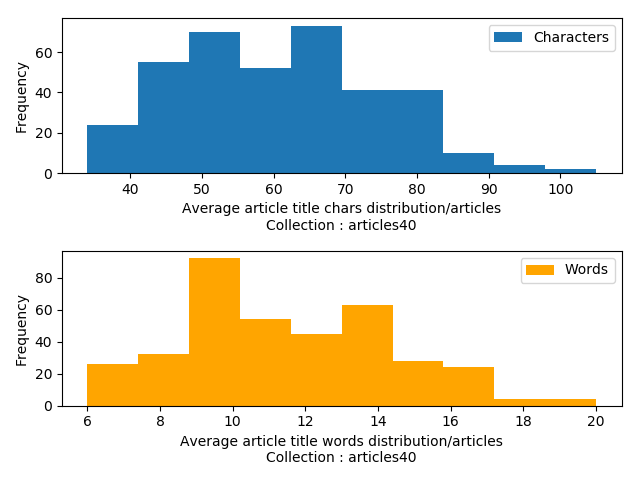 Characters
Frequency
60
40
20
0
40 50 60 70 80 90 100
Average article title chars distribution/articles
Collection : articles40
Words
Frequency
80
60
40
20
0
6 8 10 12 14 16 18 20
Average article title words distribution/articles
Collection : articles40